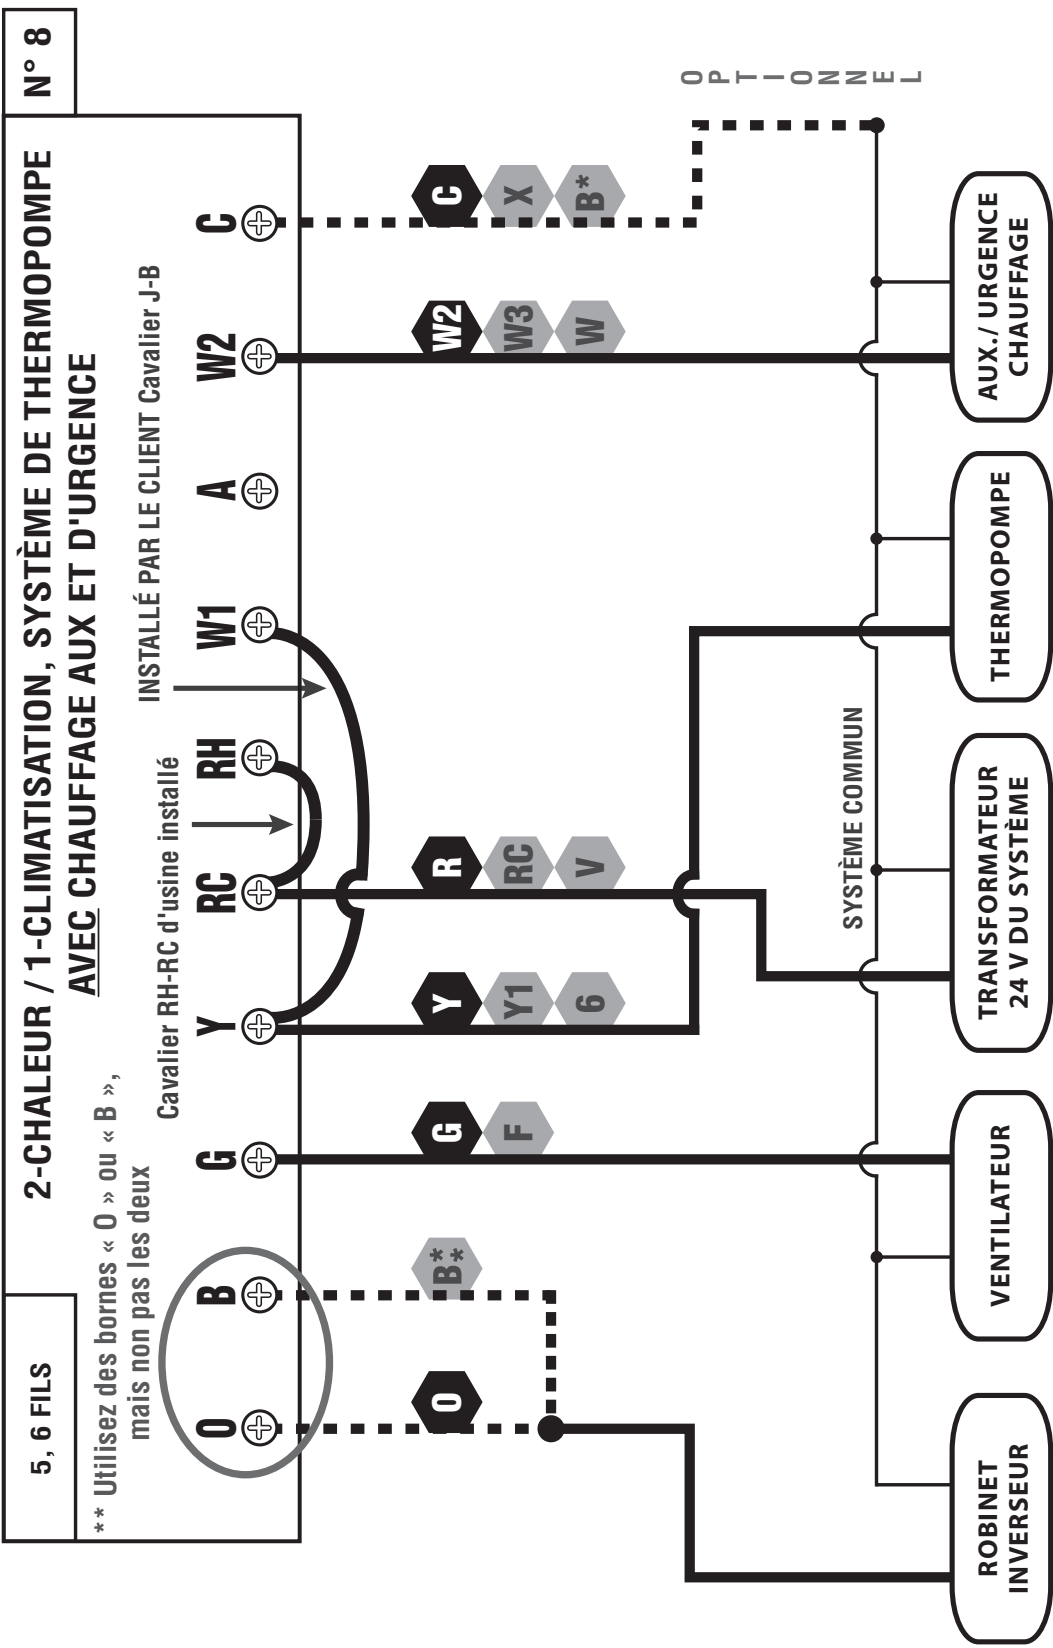 5, 6 FILS
2-CHALEUR / 1-CLIMATISATION, SYSTÈME DE THERMOPOMPE
AVEC CHAUFFAGE AUX ET D'URGENCE
N° 8
** Utilisez des bornes « O » ou « B »,
mais non pas les deux
Cavalier RH-RC d'usine installé
INSTALLÉ PAR LE CLIENT Cavalier J-B
O B G Y RC RH W1 A W2 C
O B** G Y R W2 C
F Y1 RC W3 X
6 V W B*
OPTIONNEL
SYSTÈME COMMUN
ROBINET
INVERSEUR
VENTILATEUR
TRANSFORMATEUR
24 V DU SYSTÈME
THERMOPOMPE
AUX./ URGENCE
CHAUFFAGE